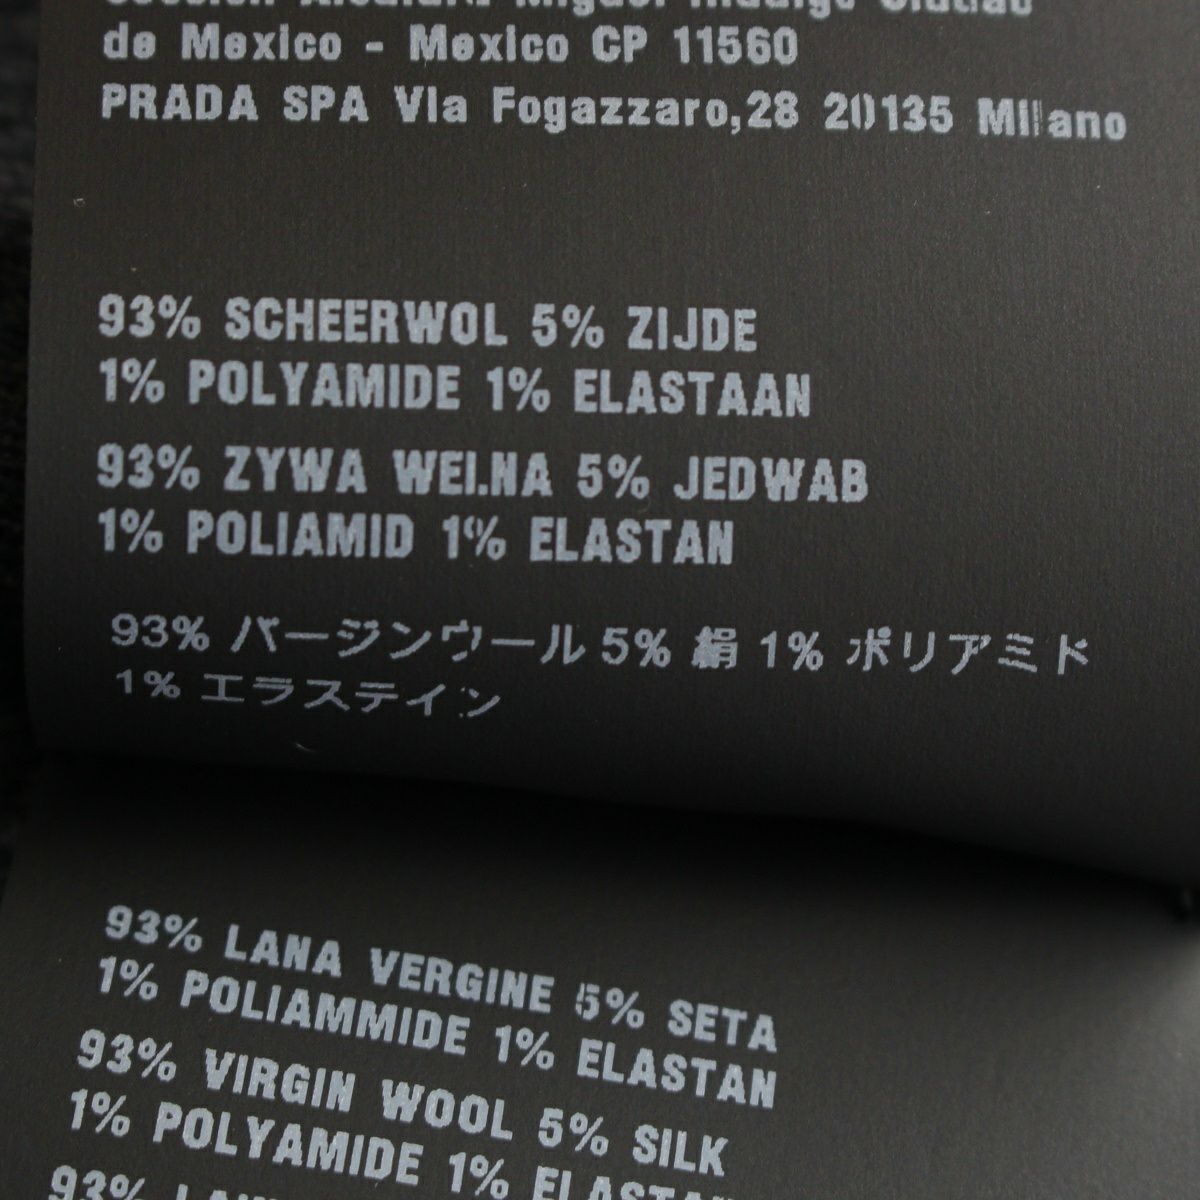 de Mexico - Mexico CP 11560
PRADA SPA Via Fogazzaro,28 20135 Milano
93% SCHEERWOL 5% ZIJDE
1% POLYAMIDE 1% ELASTAAN
93% ZYWA WELNA 5% JEDWAB
1% POLIAMID 1% ELASTAN
93% バージンウール 5% 絹 1% ポリアミド
1% エラステイン
93% LANA VERGINE 5% SETA
1% POLIAMMIDE 1% ELASTAN
93% VIRGIN WOOL 5% SILK
1% POLYAMIDE 1%
93%